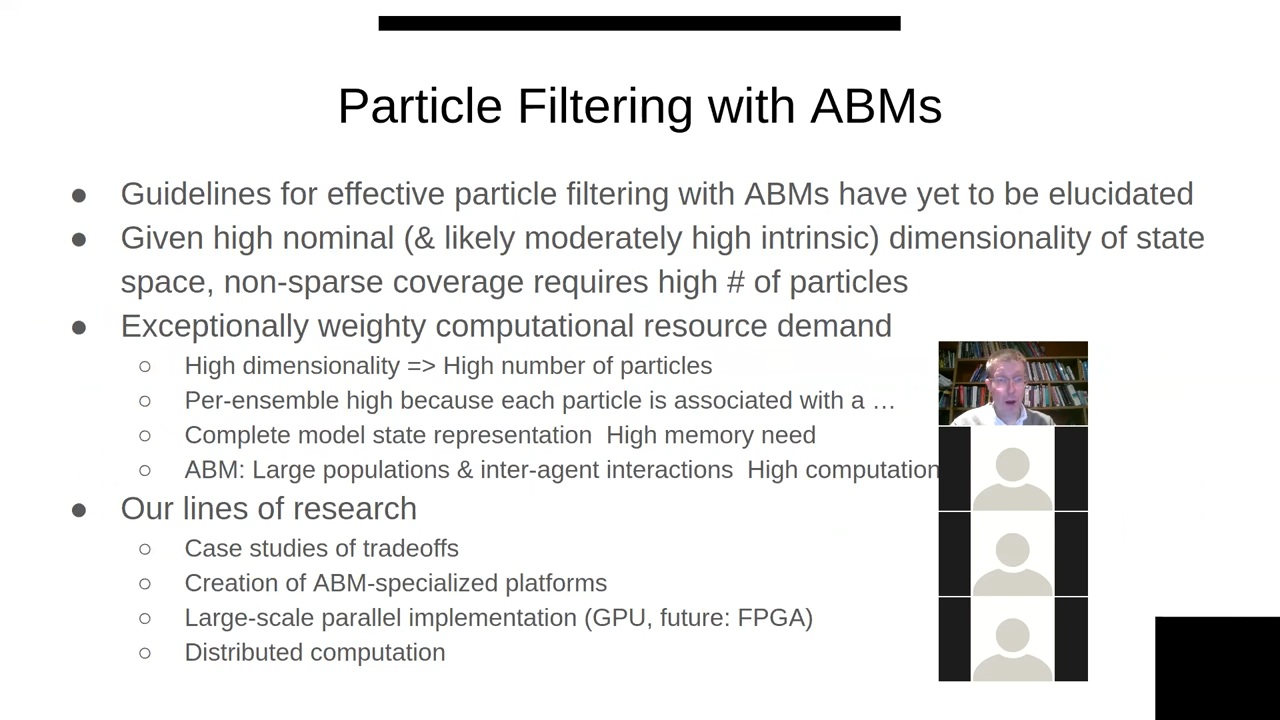 Particle Filtering with ABMs
● Guidelines for effective particle filtering with ABMs have yet to be elucidated
● Given high nominal (& likely moderately high intrinsic) dimensionality of state
space, non-sparse coverage requires high # of particles
● Exceptionally weighty computational resource demand
○ High dimensionality => High number of particles
○ Per-ensemble high because each particle is associated with a …
○ Complete model state representation  High memory need
○ ABM: Large populations & inter-agent interactions  High computation
● Our lines of research
○ Case studies of tradeoffs
○ Creation of ABM-specialized platforms
○ Large-scale parallel implementation (GPU, future: FPGA)
○ Distributed computation